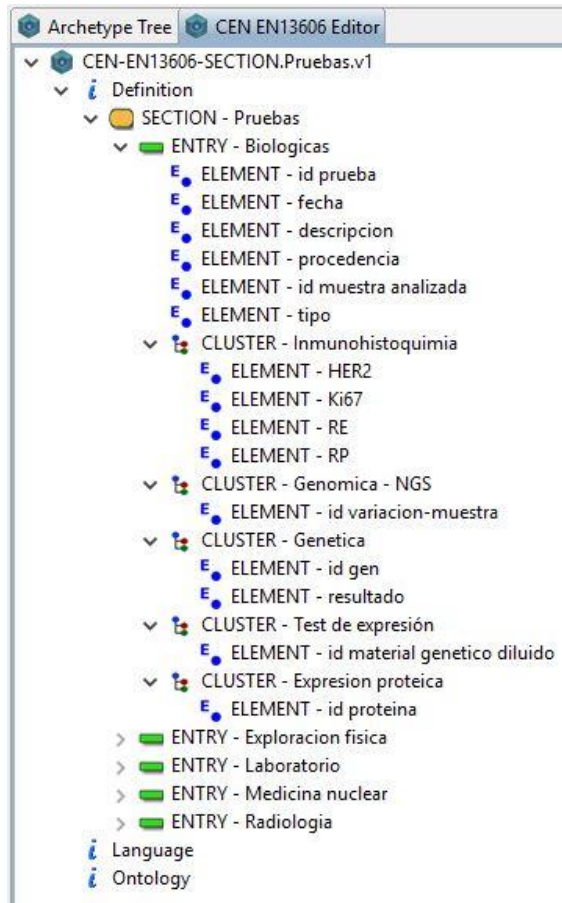 Archetype Tree CEN EN13606 Editor
CEN-EN13606-SECTION.Pruebas.v1
i Definition
SECTION - Pruebas
ENTRY - Biologicas
E ELEMENT - id prueba
E ELEMENT - fecha
E ELEMENT - descripcion
E ELEMENT - procedencia
E ELEMENT - id muestra analizada
E ELEMENT - tipo
CLUSTER - Inmunohistoquimia
E ELEMENT - HER2
E ELEMENT - Ki67
E ELEMENT - RE
E ELEMENT - RP
CLUSTER - Genomica - NGS
E ELEMENT - id variacion-muestra
CLUSTER - Genetica
E ELEMENT - id gen
E ELEMENT - resultado
CLUSTER - Test de expresión
E ELEMENT - id material genetico diluido
CLUSTER - Expresion proteica
E ELEMENT - id proteina
ENTRY - Exploracion fisica
ENTRY - Laboratorio
ENTRY - Medicina nuclear
ENTRY - Radiologia
i Language
i Ontology